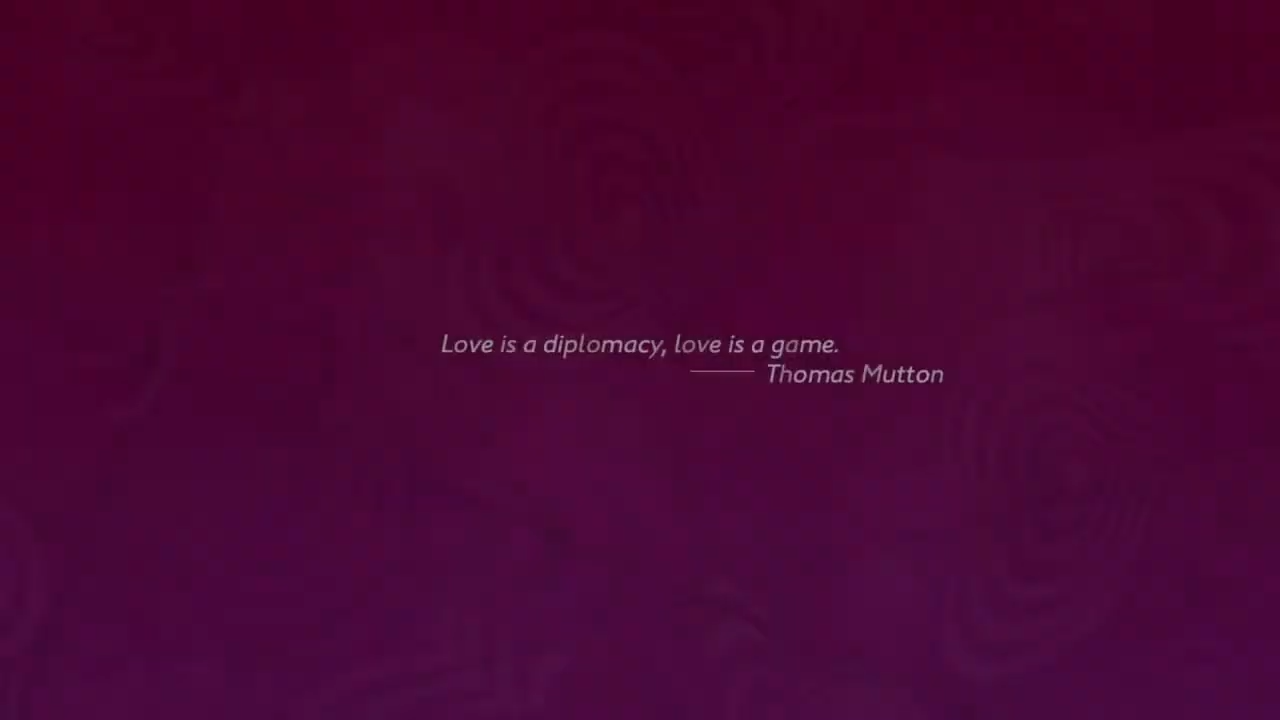 Love is a diplomacy, love is a game.
—— Thomas Mutton